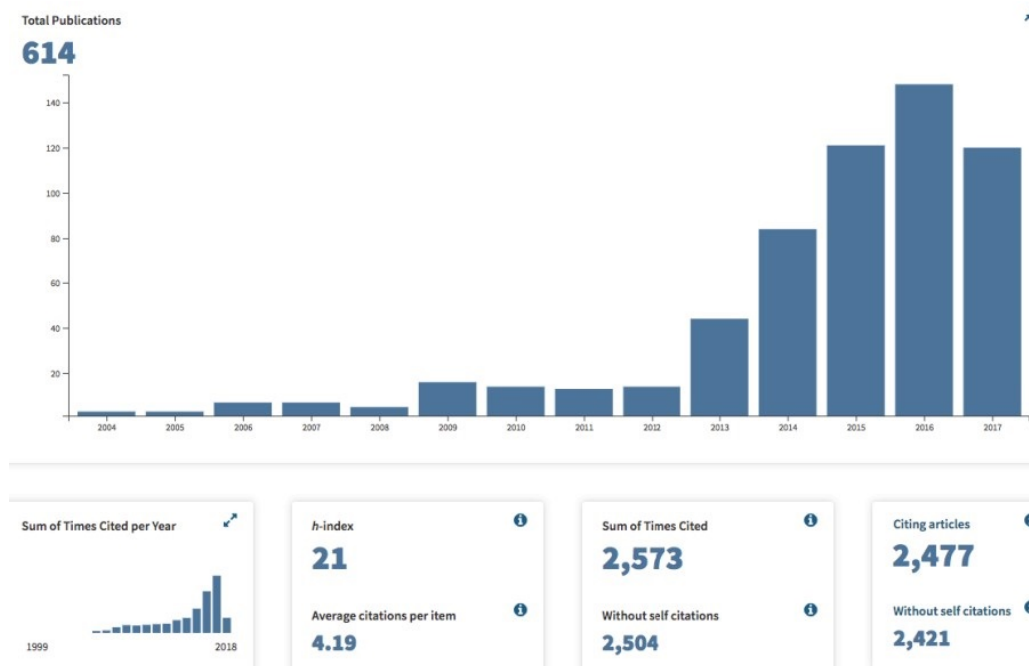 Total Publications
614
140
120
100
80
60
40
20
2004 2005 2006 2007 2008 2009 2010 2011 2012 2013 2014 2015 2016 2017
Sum of Times Cited per Year
1999 2018
h-index
21
Average citations per item
4.19
Sum of Times Cited
2,573
Without self citations
2,504
Citing articles
2,477
Without self citations
2,421